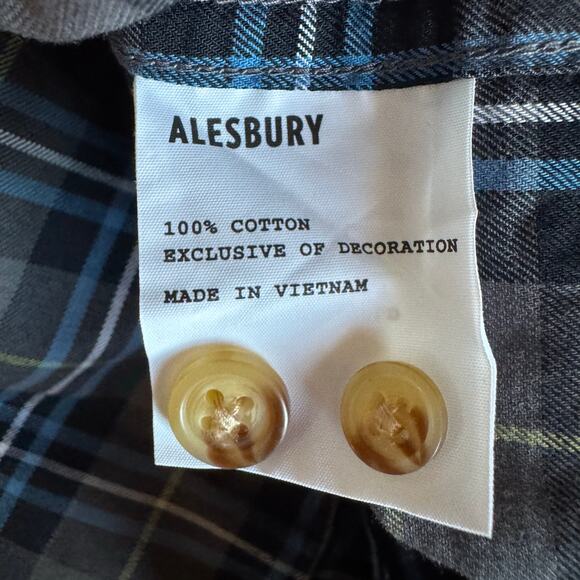 ALESBURY
100% COTTON
EXCLUSIVE OF DECORATION
MADE IN VIETNAM